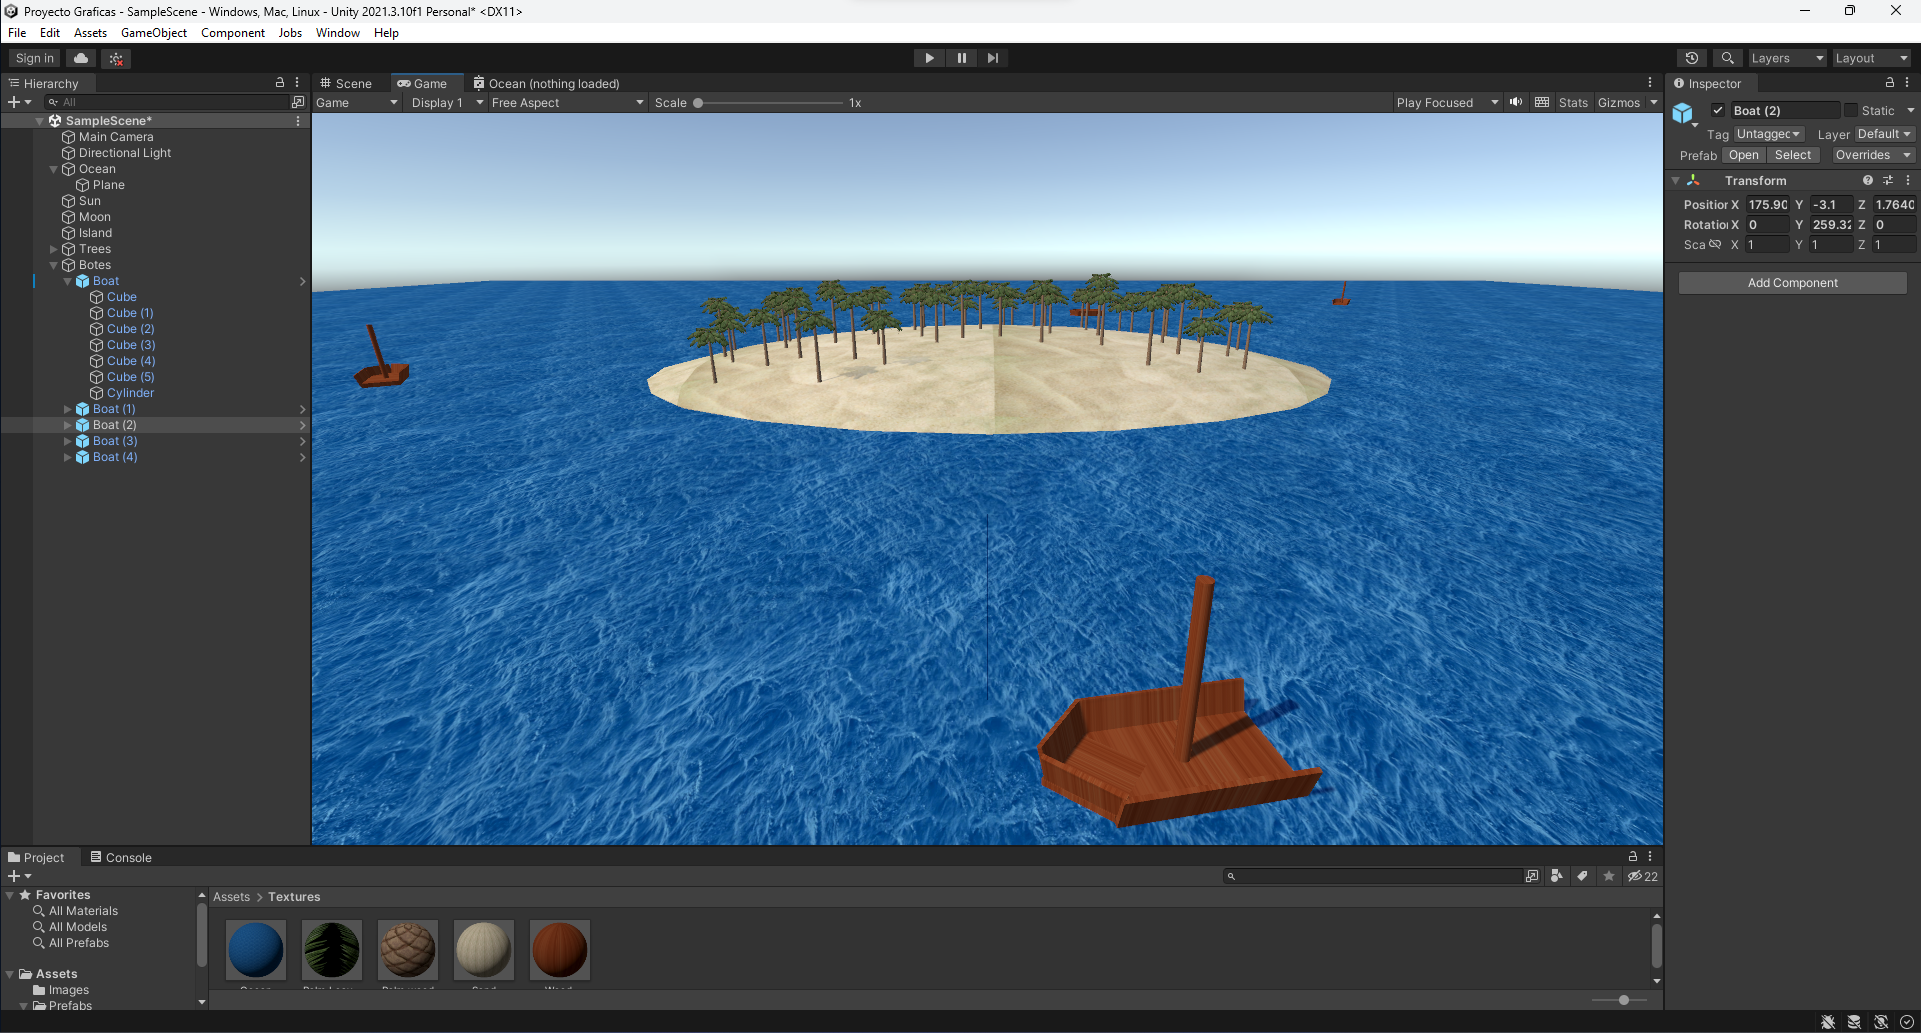 Proyecto Graficas - SampleScene - Windows, Mac, Linux - Unity 2021.3.10f1 Personal* <DX11>
File Edit Assets GameObject Component Jobs Window Help
Sign in
Layers
Layout
Hierarchy
All
SampleScene*
Main Camera
Directional Light
Ocean
Plane
Sun
Moon
Island
Trees
Botes
Boat
Cube
Cube (1)
Cube (2)
Cube (3)
Cube (4)
Cube (5)
Cylinder
Boat (1)
Boat (2)
Boat (3)
Boat (4)
Scene
Game
Ocean (nothing loaded)
Game
Display 1
Free Aspect
Scale
1x
Play Focused
Stats
Gizmos
Inspector
Boat (2)
Static
Tag Untagged Layer Default
Prefab Open Select Overrides
Transform
Position X 175.90 Y -3.1 Z 1.7640
Rotation X 0 Y 259.32 Z 0
Sca X 1 Y 1 Z 1
Add Component
Project
Console
22
Favorites
All Materials
All Models
All Prefabs
Assets
Images
Prefabs
Assets > Textures